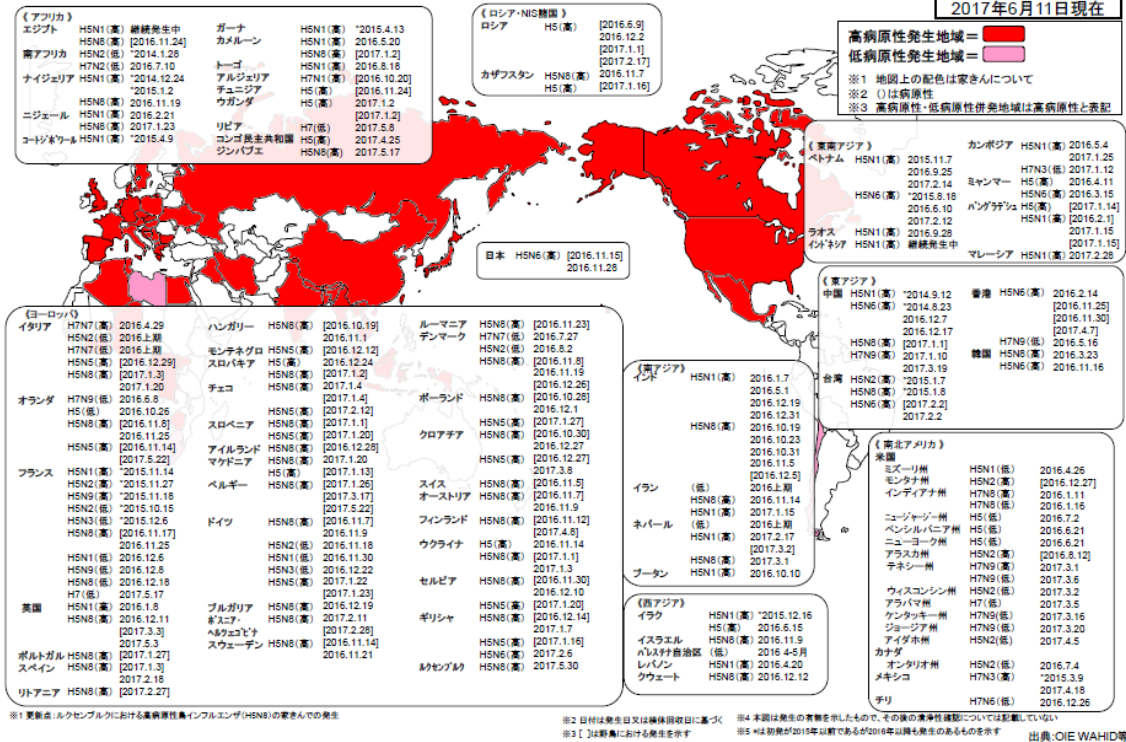 2017年6月11日現在
高病原性発生地域=
低病原性発生地域=
※1 地図上の配色は家きんについて
※2 ()は病原性
※3 高病原性・低病原性併発地域は高病原性と表記
《 アフリカ 》
エジプト H5N1(高) 継続発生中
H5N8(高) [2016.11.24]
南アフリカ H5N2(低) *2014.1.28
H7N2(低) 2016.7.10
ナイジェリア H5N1(高) *2014.12.24
*2015.1.2
H5N8(高) 2016.11.19
ニジェール H5N1(高) 2016.2.21
H5N8(高) 2017.1.23
コートジボワール H5N1(高) *2015.4.9
ガーナ H5N1(高) *2015.4.13
カメルーン H5N1(高) 2016.5.20
H5N8(高) [2017.1.2]
トーゴ H5N1(高) 2016.8.18
アルジェリア H7N1(高) [2016.10.20]
チュニジア H5(高) [2016.11.24]
ウガンダ H5(高) 2017.1.2
[2017.1.2]
リビア H7(低) 2017.5.8
コンゴ民主共和国 H5(高) 2017.4.25
ジンバブエ H5N8(高) 2017.5.17
《 ロシア・NIS諸国 》
ロシア H5(高) [2016.6.9]
2016.12.2
[2017.1.1]
[2017.2.17]
カザフスタン H5N8(高) 2016.11.7
H5(高) [2017.1.16]
《 東南アジア 》
ベトナム H5N1(高) 2015.11.7
2016.9.25
2017.2.14
H5N6(高) *2015.8.18
2016.6.10
2017.2.12
ラオス H5N1(高) 2016.9.28
インドネシア H5N1(高) 継続発生中
カンボジア H5N1(高) 2016.5.4
2017.1.25
H7N3(低) 2017.1.12
ミャンマー H5(高) 2016.4.11
H5N6(高) 2016.3.15
バングラデシュ H5(高) [2017.1.14]
H5N1(高) [2016.2.1]
2017.1.15
[2017.1.15]
マレーシア H5N1(高) 2017.2.28
日本 H5N6(高) [2016.11.15]
2016.11.28
《 東アジア 》
中国 H5N1(高) *2014.9.12
H5N6(高) *2014.8.23
2016.12.7
2016.12.17
H5N8(高) [2017.1.1]
H7N9(高) 2017.1.10
2017.3.19
台湾 H5N2(高) *2015.1.7
H5N8(高) *2015.1.8
H5N6(高) [2017.2.2]
2017.2.2
香港 H5N6(高) 2016.2.14
[2016.11.25]
[2016.11.30]
[2017.4.7]
H7N9(低) 2016.5.16
韓国 H5N8(高) 2016.3.23
H5N6(高) 2016.11.16
《ヨーロッパ》
イタリア H7N7(高) 2016.4.29
H5N2(低) 2016上期
H7N7(低) 2016上期
H5N5(高) [2016.12.29]
H5N8(高) [2017.1.3]
2017.1.20
オランダ H7N9(低) 2016.6.8
H5(低) 2016.10.26
H5N8(高) [2016.11.8]
2016.11.25
H5N5(高) [2016.11.14]
[2017.5.22]
フランス H5N1(高) *2015.11.14
H5N2(高) *2015.11.27
H5N9(高) *2015.11.18
H5N2(低) *2015.10.15
H5N3(低) *2015.12.6
H5N8(高) [2016.11.17]
2016.11.25
H5N1(低) 2016.12.6
H5N9(低) 2016.12.8
H5N8(低) 2016.12.18
H7(低) 2017.5.17
英国 H5N1(高) 2016.1.8
H5N8(高) 2016.12.11
[2017.3.3]
2017.5.3
ポルトガル H5N8(高) [2017.1.27]
スペイン H5N8(高) [2017.1.3]
2017.2.18
リトアニア H5N8(高) [2017.2.27]
ハンガリー H5N8(高) [2016.10.19]
2016.11.1
モンテネグロ H5N5(高) [2016.12.12]
スロバキア H5(高) 2016.12.24
H5N8(高) [2017.1.2]
チェコ H5N8(高) 2017.1.4
[2017.1.4]
H5N5(高) [2017.2.12]
スロベニア H5N8(高) [2017.1.1]
H5N5(高) [2017.1.20]
アイルランド H5N8(高) [2016.12.28]
マケドニア H5N8(高) 2017.1.20
H5(高) [2017.1.13]
ベルギー H5N8(高) [2017.1.26]
[2017.3.17]
[2017.5.22]
ドイツ H5N8(高) [2016.11.7]
2016.11.9
H5N2(低) 2016.11.18
H5N1(低) 2016.11.30
H5N3(低) 2016.12.22
H5N5(高) 2017.1.22
[2017.1.23]
ブルガリア H5N8(高) 2016.12.19
ボスニア・ H5N8(高) 2017.2.11
ヘルツェゴビナ [2017.2.28]
スウェーデン H5N8(高) [2016.11.14]
2016.11.21
ルーマニア H5N8(高) [2016.11.23]
デンマーク H7N7(低) 2016.7.27
H5N2(低) 2016.8.2
H5N8(高) [2016.11.8]
2016.11.19
[2016.12.26]
ポーランド H5N8(高) [2016.10.28]
2016.12.1
H5N5(高) [2017.1.27]
クロアチア H5N8(高) [2016.10.30]
2016.12.27
H5N5(高) [2016.12.27]
2017.3.8
スイス H5N8(高) [2016.11.5]
オーストリア H5N8(高) [2016.11.7]
2016.11.9
フィンランド H5N8(高) [2016.11.12]
[2017.4.8]
ウクライナ H5(高) 2016.11.14
H5N8(高) [2017.1.1]
2017.1.3
セルビア H5N8(高) [2016.11.30]
2016.12.10
H5N5(高) [2017.1.20]
ギリシャ H5N8(高) [2016.12.14]
2017.1.7
H5N5(高) [2017.1.16]
H5N6(高) 2017.2.6
ルクセンブルク H5N8(高) 2017.5.30
《南アジア》
インド H5N1(高) 2016.1.7
2016.5.1
2016.12.19
2016.12.31
H5N8(高) 2016.10.19
2016.10.23
2016.10.31
2016.11.5
[2016.12.5]
イラン (低) 2016上期
H5N8(高) 2016.11.14
H5N1(高) 2017.1.15
ネパール (低) 2016上期
H5N1(高) 2017.2.17
[2017.3.2]
H5N8(高) 2017.3.1
ブータン H5N1(高) 2016.10.10
《西アジア》
イラク H5N1(高) *2015.12.16
H5(高) 2016.6.15
イスラエル H5N8(高) 2016.11.9
パレスチナ自治区 (低) 2016 4-5月
レバノン H5N1(高) 2016.4.20
クウェート H5N8(高) 2016.12.12
《 南北アメリカ 》
米国
ミズーリ州 H5N1(低) 2016.4.26
モンタナ州 H5N2(高) [2016.12.27]
インディアナ州 H7N8(高) 2016.1.11
H7N8(低) 2016.1.16
ニュージャージー州 H5(低) 2016.7.2
ペンシルバニア州 H5(低) 2016.6.21
ニューヨーク州 H5(低) 2016.6.21
アラスカ州 H5N2(高) [2016.8.12]
テネシー州 H7N9(高) 2017.3.1
H7N9(低) 2017.3.6
ウィスコンシン州 H5N2(低) 2017.3.2
アラバマ州 H7(低) 2017.3.5
ケンタッキー州 H7N9(低) 2017.3.16
ジョージア州 H7N9(低) 2017.3.20
アイダホ州 H5N2(低) 2017.4.5
カナダ
オンタリオ州 H5N2(低) 2016.7.4
メキシコ H7N3(高) *2015.3.9
2017.4.18
チリ H7N6(低) 2016.12.26
※1 更新点:ルクセンブルクにおける高病原性鳥インフルエンザ(H5N8)の家きんでの発生
※2 日付は発生日又は検体回収日に基づく
※3 [ ]は野鳥における発生を示す
※4 本図は発生の有無を示したもので、その後の清浄性確認については記載していない
※5 *は初発が2015年以前であるが2016年以降も発生のあるものを示す
出典:OIE WAHID等